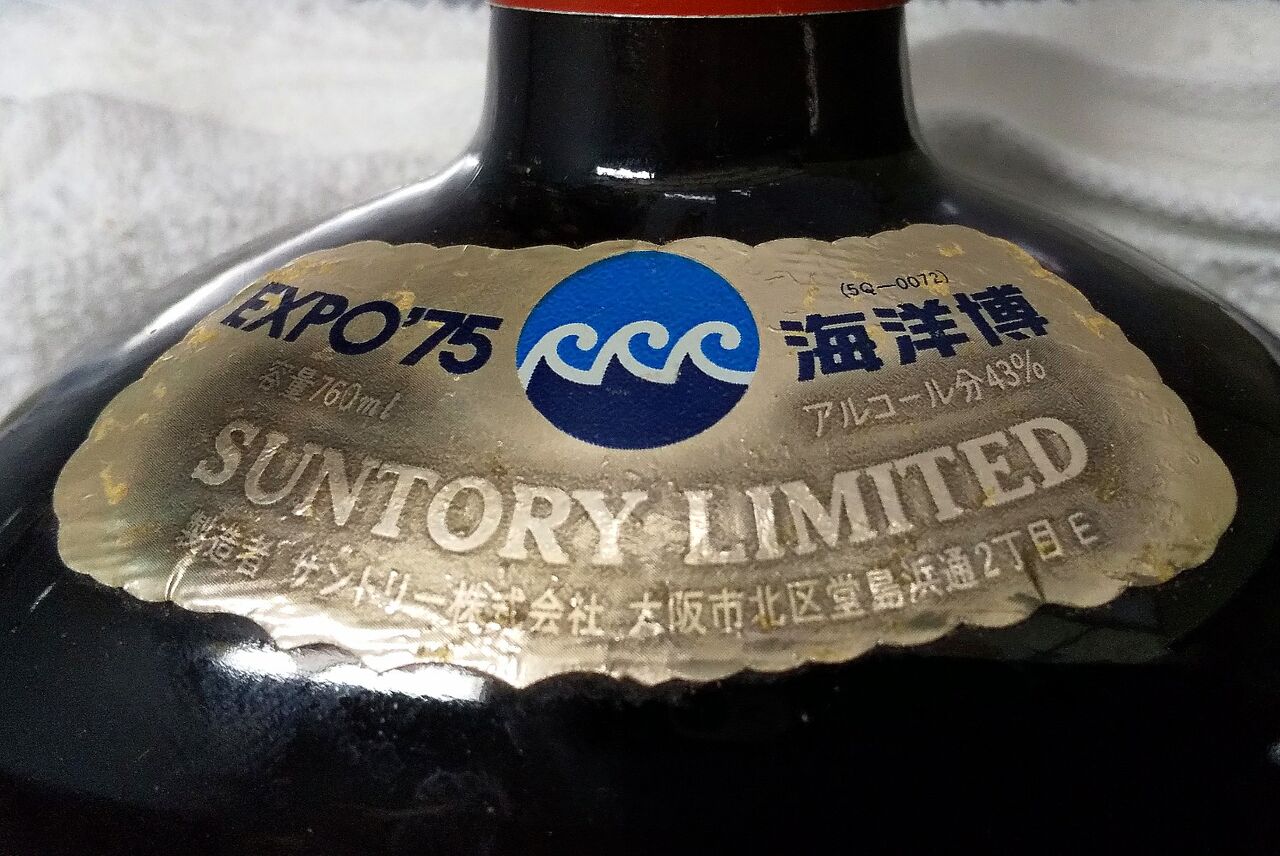 EXPO'75
(5Q-0072)
海洋博
容量760ml
アルコール分43%
SUNTORY LIMITED
製造者 サントリー株式会社 大阪市北区堂島浜通2丁目 E